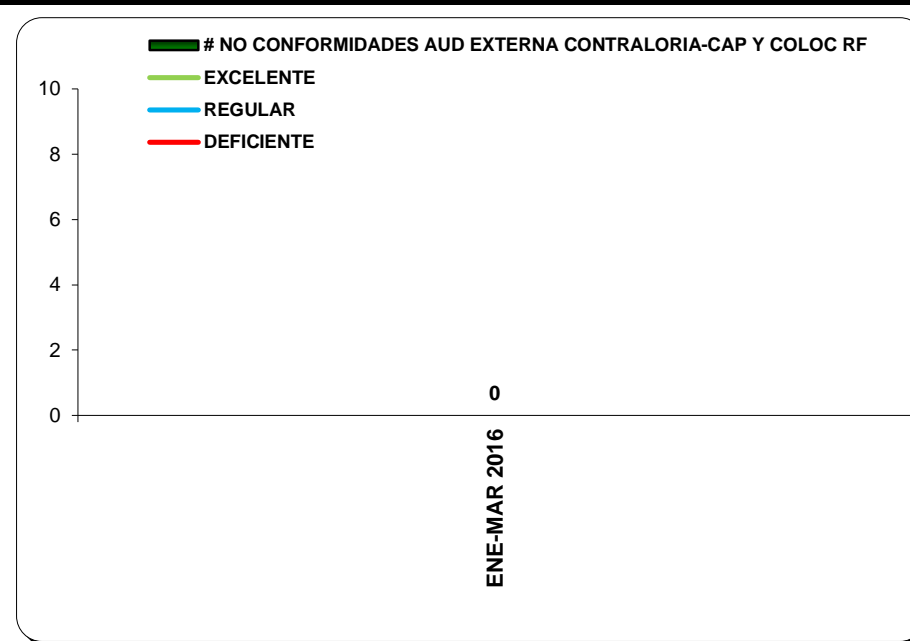 # NO CONFORMIDADES AUD EXTERNA CONTRALORIA-CAP Y COLOC RF
EXCELENTE
REGULAR
DEFICIENTE
10
8
6
4
2
0
0
ENE-MAR 2016